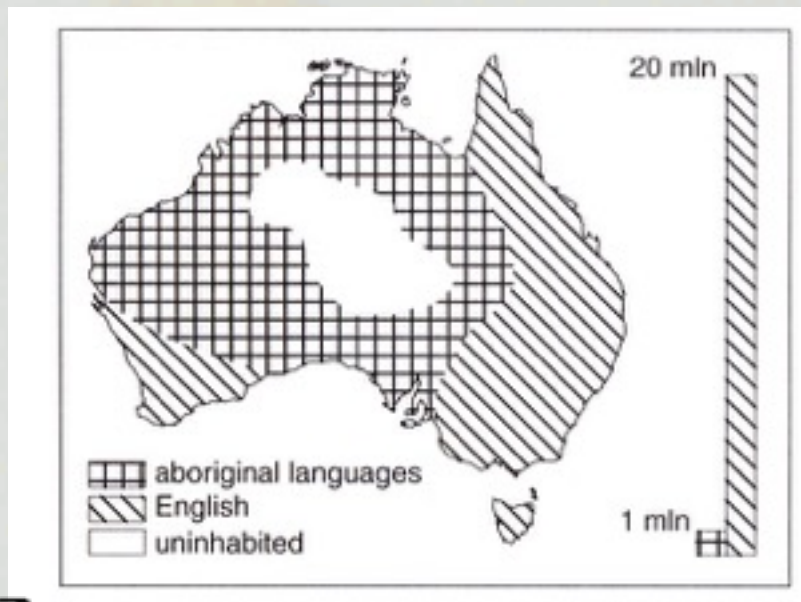 20 mln
1 mln
aboriginal languages
English
uninhabited